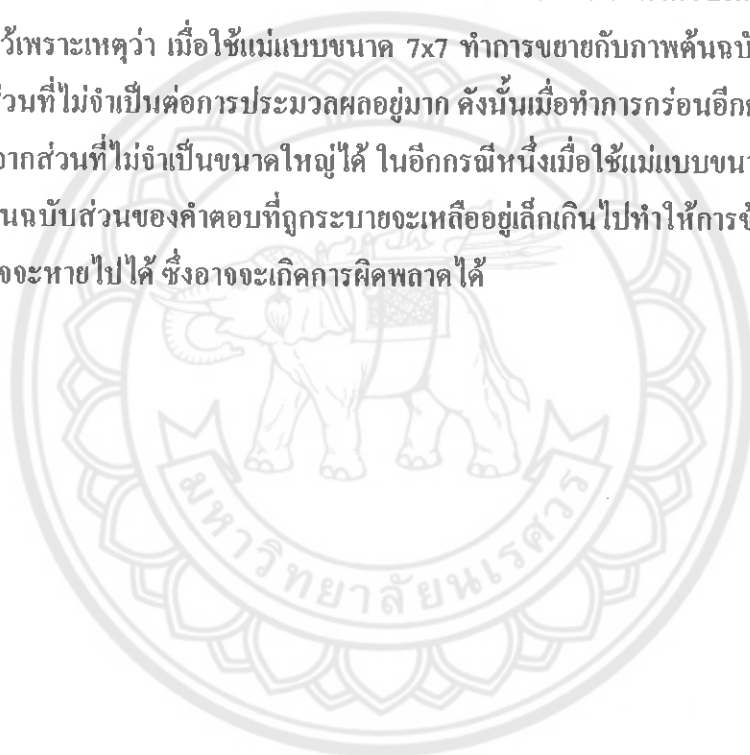 ว้เพราะเหตุว่า เมื่อใช้แม่แบบขนาด 7x7 ทำการขยายกับภาพต้นฉบั
่วนที่ไม่จำเป็นต่อการประมวลผลอยู่มาก ดังนั้นเมื่อทำการกร่อนอีก
ากส่วนที่ไม่จำเป็นขนาดใหญ่ได้ ในอีกกรณีหนึ่งเมื่อใช้แม่แบบขนา
นฉบับส่วนของคำตอบที่ถูกระบายจะเหลืออยู่เล็กเกินไปทำให้การข
จจะหายไปได้ ซึ่งอาจจะเกิดการผิดพลาดได้
มหาวิทยาลัยนเรศวร